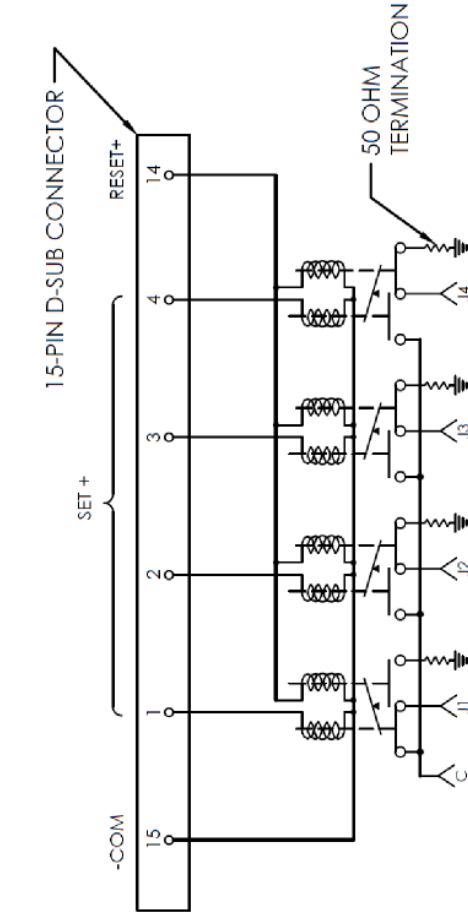 15-PIN D-SUB CONNECTOR
-COM
SET +
RESET+
15
1
2
3
4
14
50 OHM
TERMINATION
C
J1
J2
J3
J4